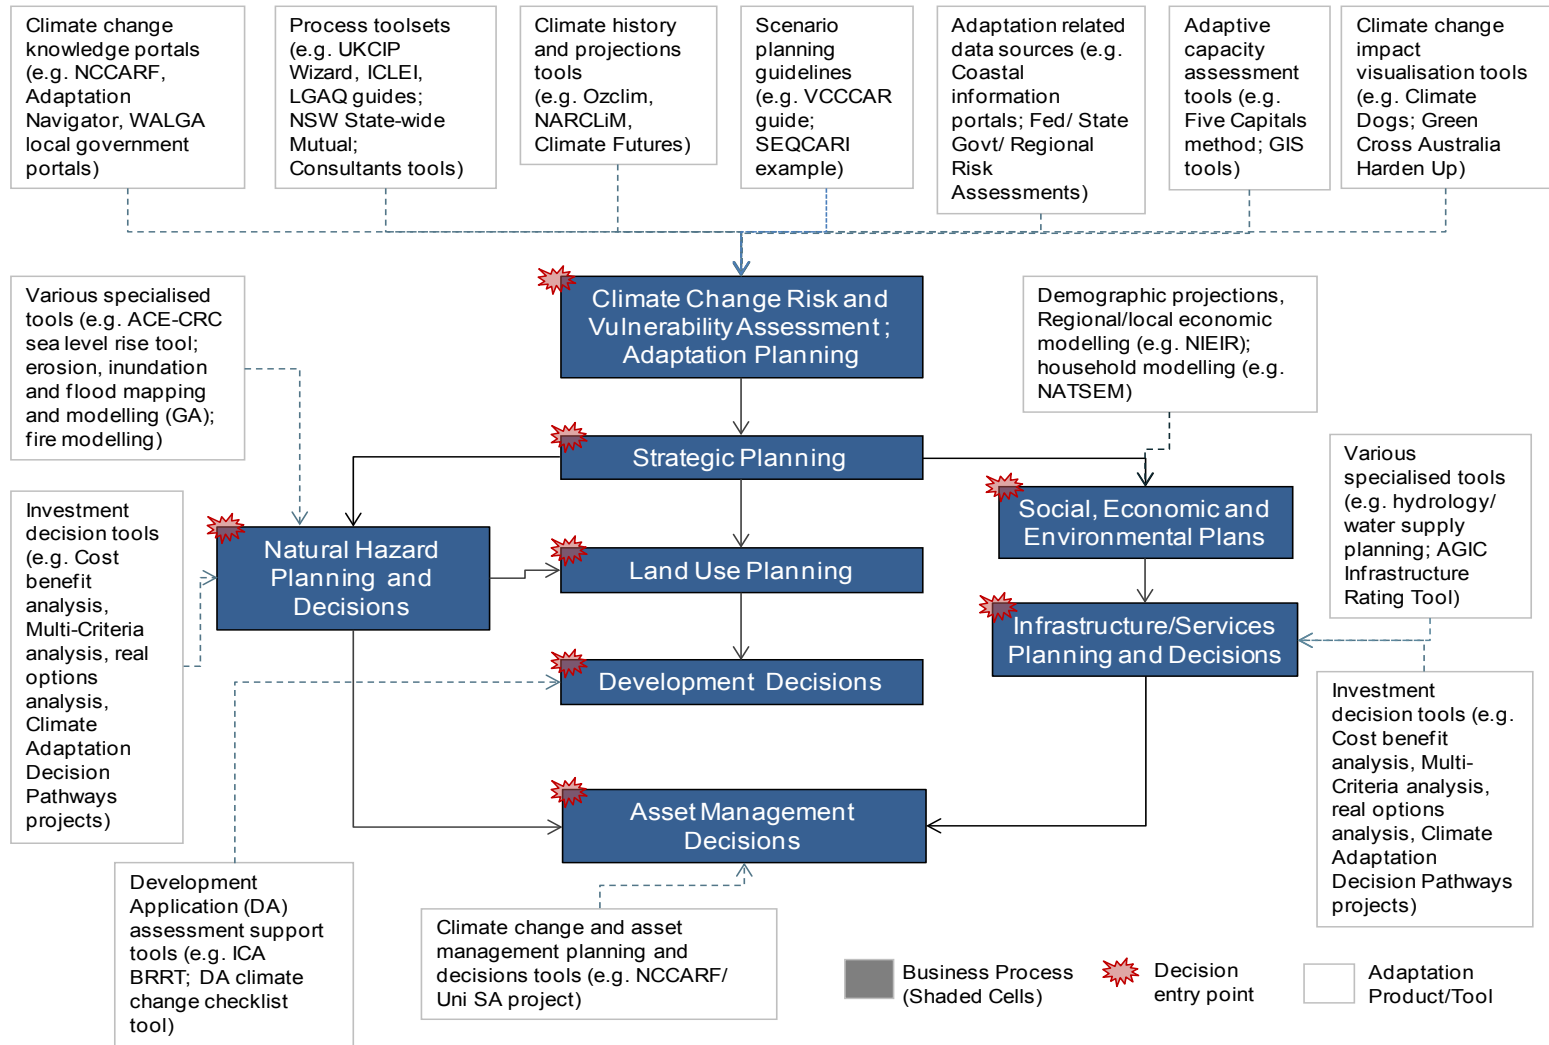 Climate change
knowledge portals
(e.g. NCCARF,
Adaptation
Navigator, WALGA
local government
portals)
Process toolsets
(e.g. UKCIP
Wizard, ICLEI,
LGAQ guides;
NSW State-wide
Mutual;
Consultants tools)
Climate history
and projections
tools
(e.g. Ozclim,
NARCLiM,
Climate Futures)
Scenario
planning
guidelines
(e.g. VCCCAR
guide;
SEQCARI
example)
Adaptation related
data sources (e.g.
Coastal
information
portals; Fed/ State
Govt/ Regional
Risk
Assessments)
Adaptive
capacity
assessment
tools (e.g.
Five Capitals
method; GIS
tools)
Climate change
impact
visualisation tools
(e.g. Climate
Dogs; Green
Cross Australia
Harden Up)
Various specialised
tools (e.g. ACE-CRC
sea level rise tool;
erosion, inundation
and flood mapping
and modelling (GA);
fire modelling)
Climate Change Risk and
Vulnerability Assessment ;
Adaptation Planning
Demographic projections,
Regional/local economic
modelling (e.g. NIEIR);
household modelling (e.g.
NATSEM)
Strategic Planning
Various
specialised tools
(e.g. hydrology/
water supply
planning; AGIC
Infrastructure
Rating Tool)
Investment
decision tools
(e.g. Cost
benefit
analysis,
Multi-Criteria
analysis, real
options
analysis,
Climate
Adaptation
Decision
Pathways
projects)
Natural Hazard
Planning and
Decisions
Land Use Planning
Social, Economic and
Environmental Plans
Infrastructure/Services
Planning and Decisions
Development Decisions
Investment
decision tools (e.g.
Cost benefit
analysis, Multi-
Criteria analysis,
real options
analysis, Climate
Adaptation
Decision Pathways
projects)
Asset Management
Decisions
Development
Application (DA)
assessment support
tools (e.g. ICA
BRRT; DA climate
change checklist
tool)
Climate change and asset
management planning and
decisions tools (e.g. NCCARF/
Uni SA project)
Business Process
(Shaded Cells)
Decision
entry point
Adaptation
Product/Tool